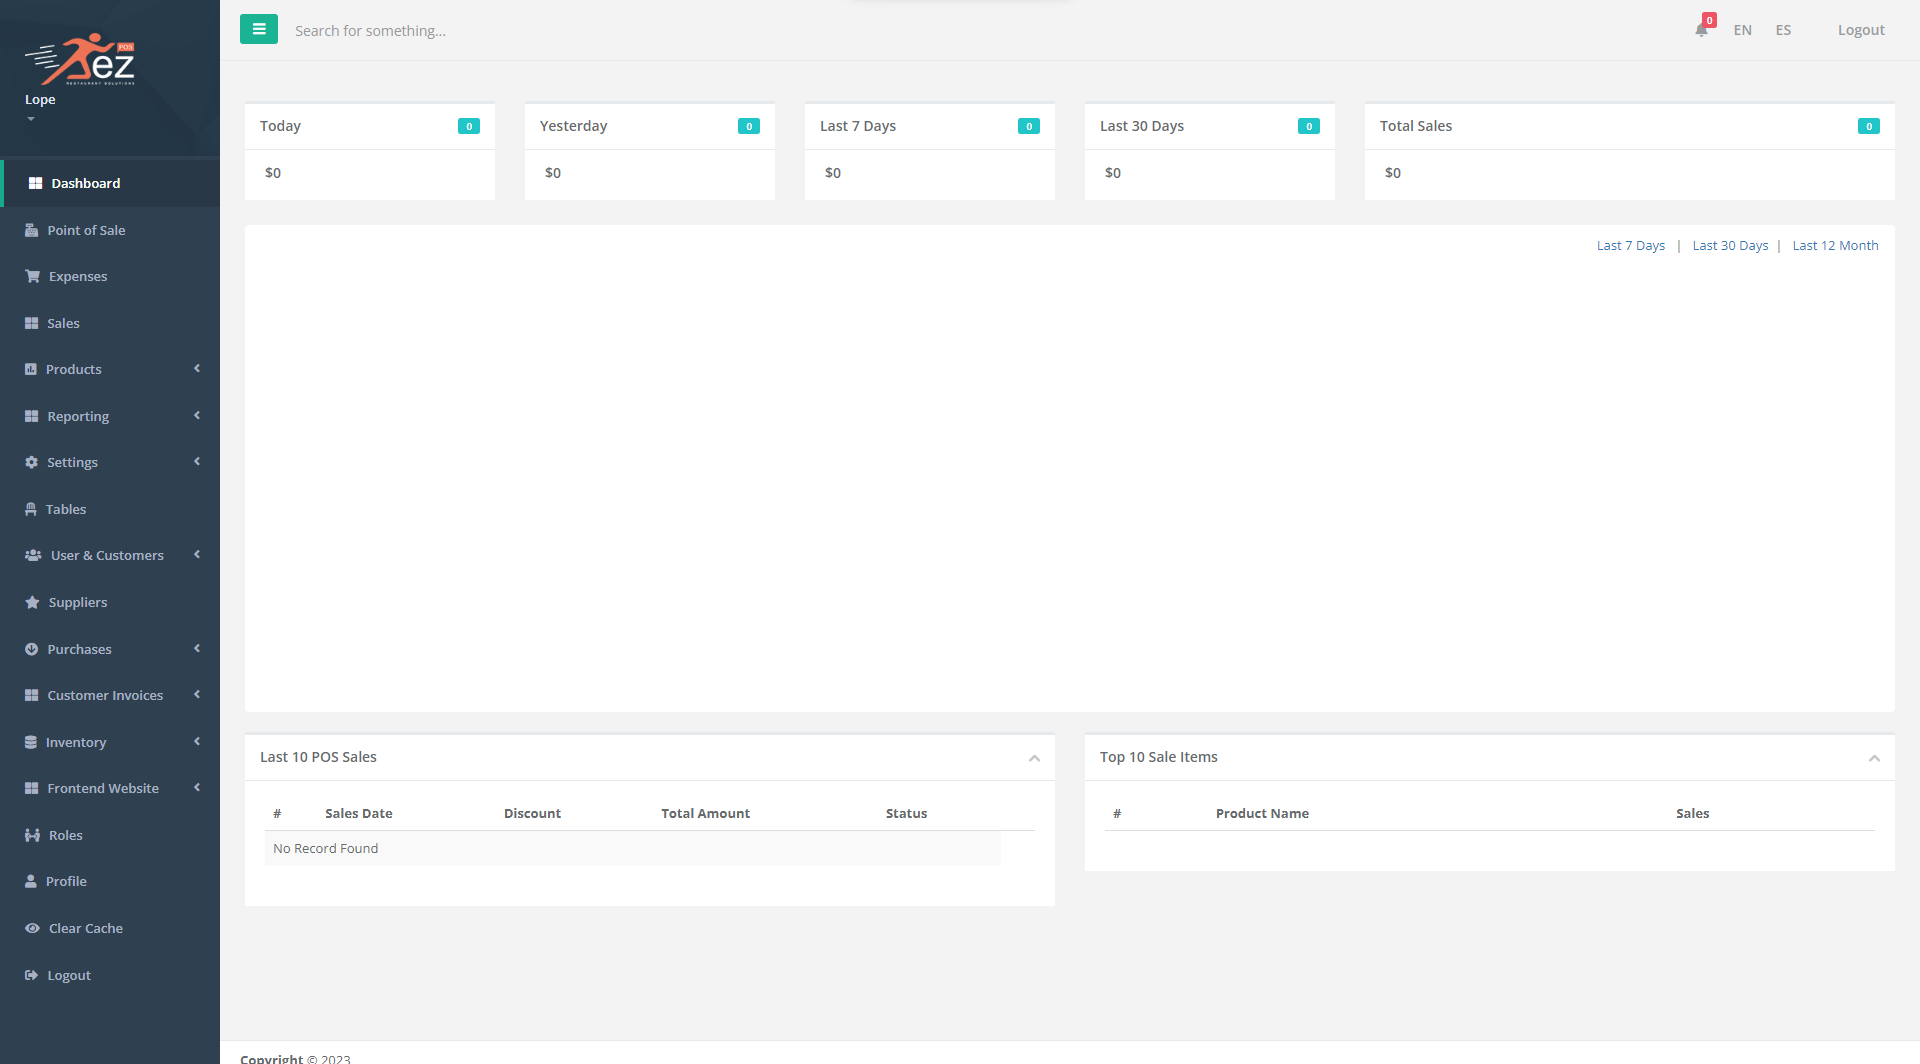 POS
ez
RESTAURANT SOLUTIONS
Lope
Dashboard
Point of Sale
Expenses
Sales
Products
Reporting
Settings
Tables
User & Customers
Suppliers
Purchases
Customer Invoices
Inventory
Frontend Website
Roles
Profile
Clear Cache
Logout
Search for something...
0
EN
ES
Logout
Today 0
$0
Yesterday 0
$0
Last 7 Days 0
$0
Last 30 Days 0
$0
Total Sales 0
$0
Last 7 Days | Last 30 Days | Last 12 Month
Last 10 POS Sales
# Sales Date Discount Total Amount Status
No Record Found
Top 10 Sale Items
# Product Name Sales
Copyright © 2023